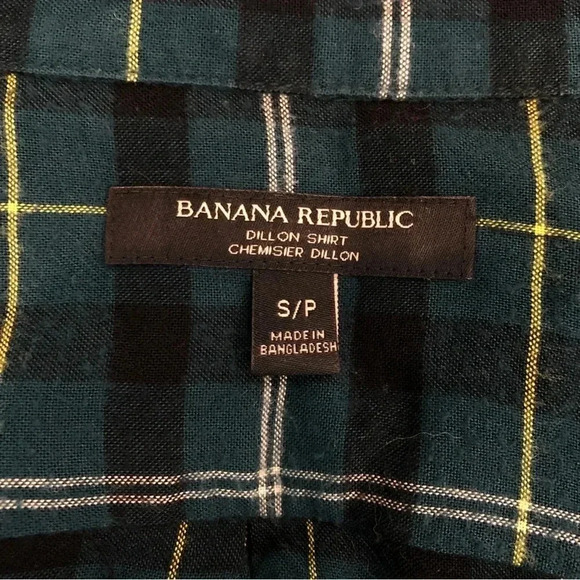 BANANA REPUBLIC
DILLON SHIRT
CHEMISIER DILLON
S/P
MADE IN
BANGLADESH